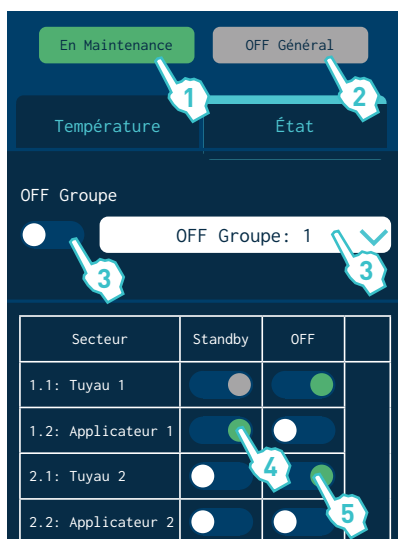 En Maintenance OFF Général
1 2
Température État
OFF Groupe
OFF Groupe: 1
3 3
Secteur Standby OFF
1.1: Tuyau 1
1.2: Applicateur 1
4
2.1: Tuyau 2
5
2.2: Applicateur 2